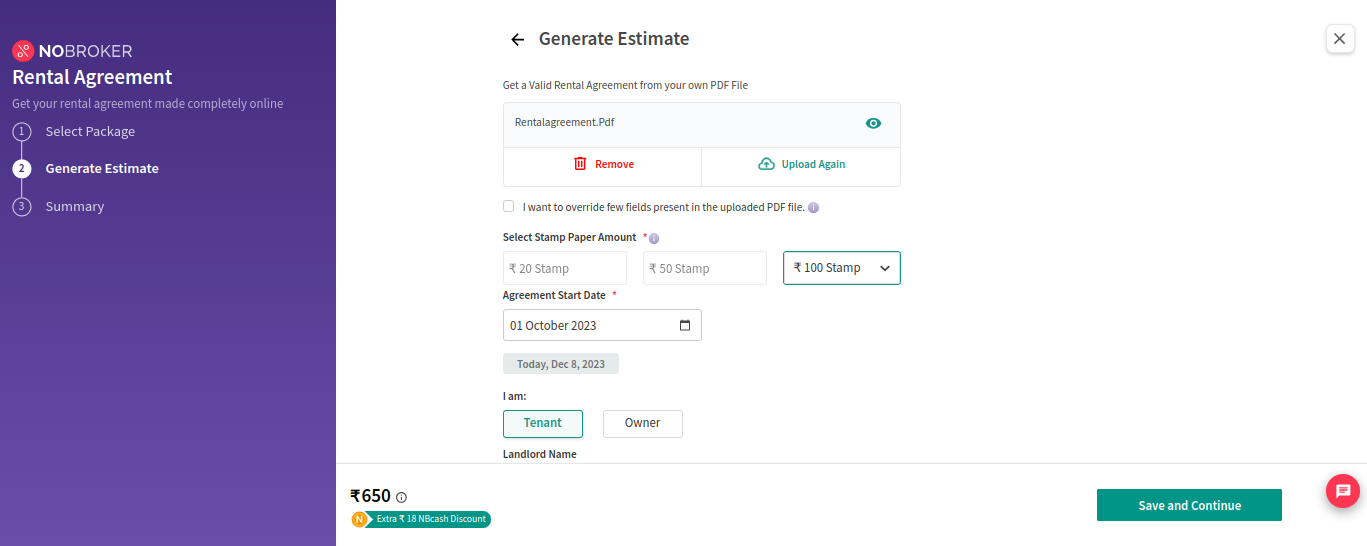 NOBROKER
Rental Agreement
Get your rental agreement made completely online
1 Select Package
2 Generate Estimate
3 Summary
Generate Estimate
Get a Valid Rental Agreement from your own PDF File
Rentalagreement.Pdf
Remove Upload Again
I want to override few fields present in the uploaded PDF file. i
Select Stamp Paper Amount * i
₹ 20 Stamp ₹ 50 Stamp ₹ 100 Stamp
Agreement Start Date *
01 October 2023
Today, Dec 8, 2023
I am:
Tenant Owner
Landlord Name
₹650
N Extra ₹ 18 NBcash Discount
Save and Continue